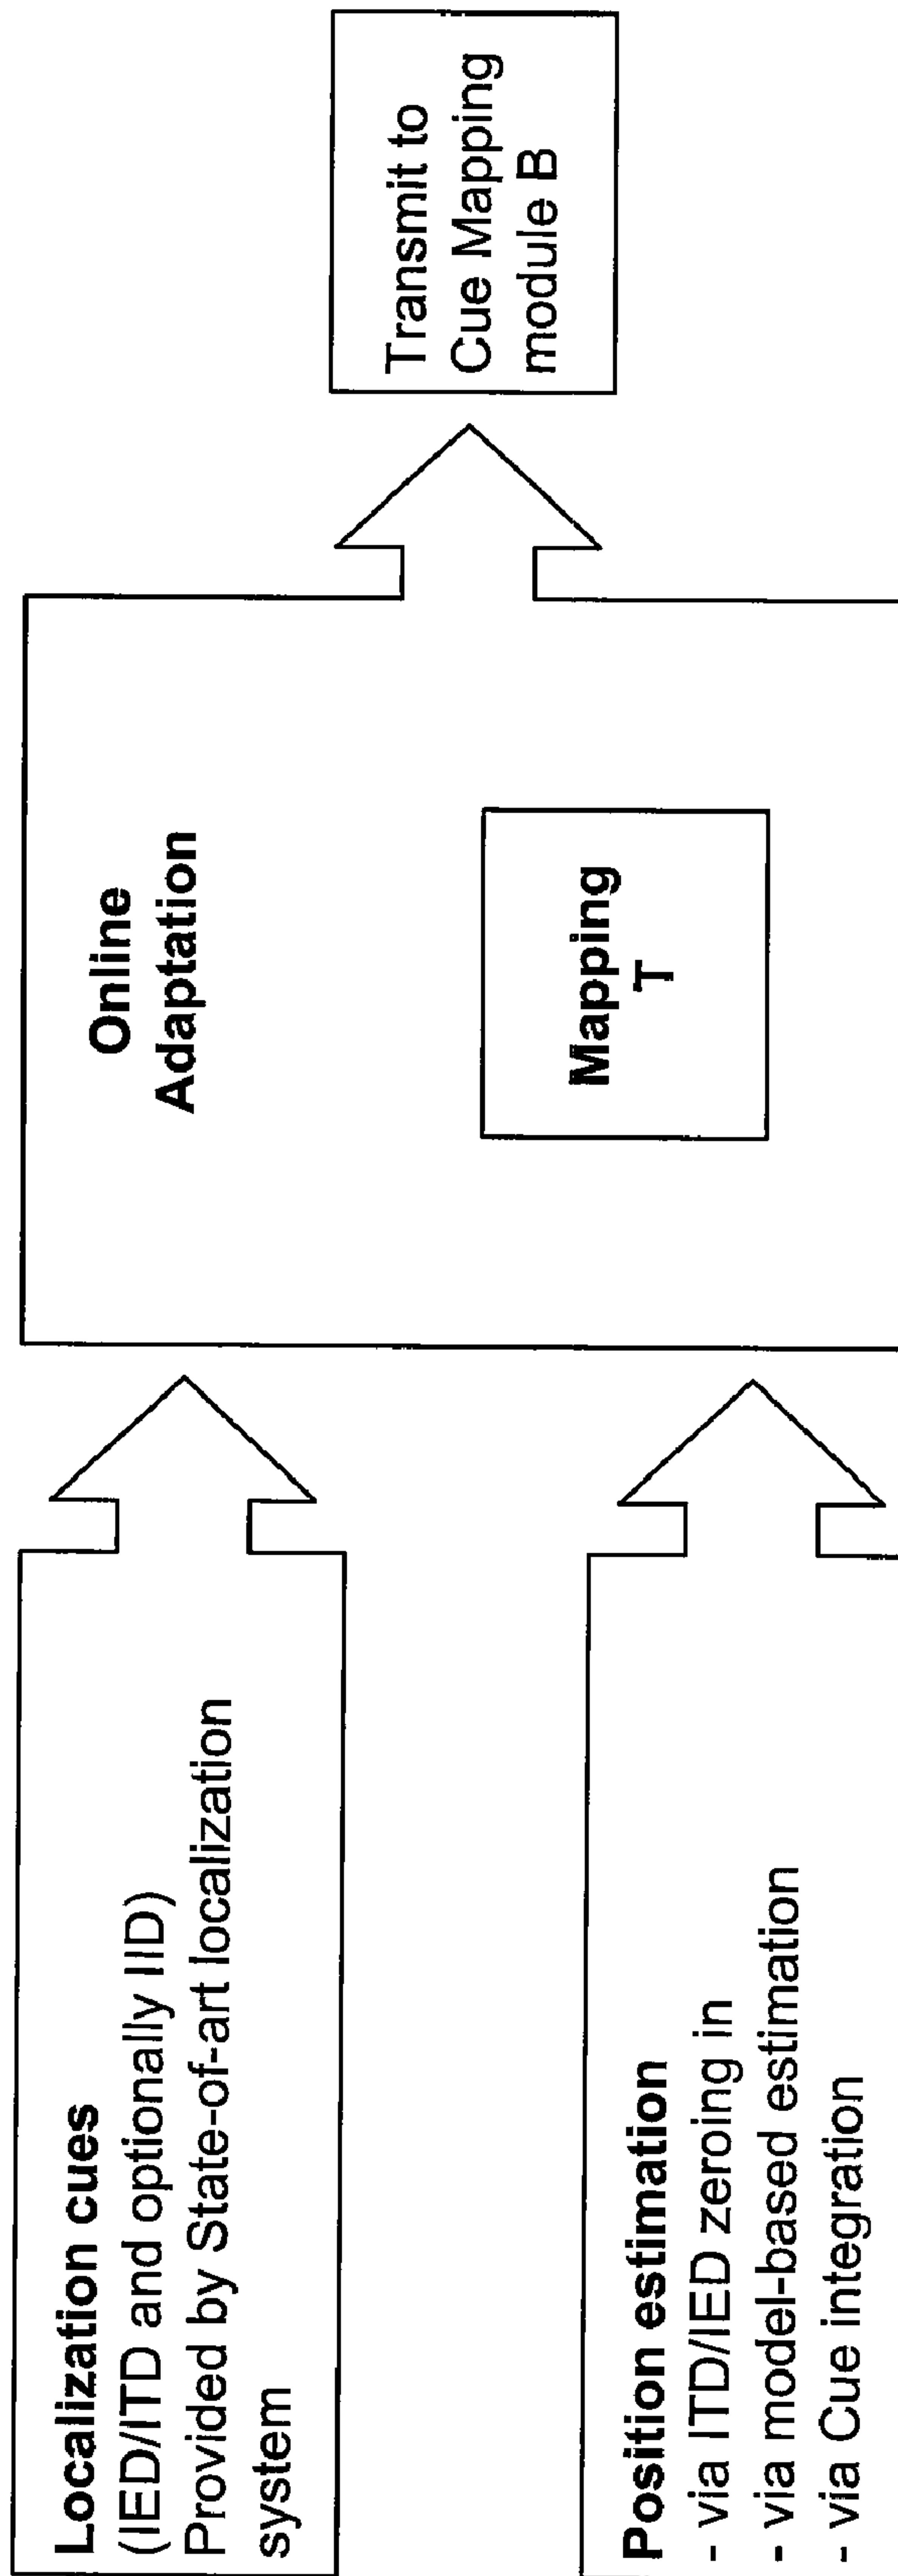 Localization cues
(IED/ITD and optionally IID)
Provided by State-of-art localization
system
Position estimation
- via ITD/IED zeroing in
- via model-based estimation
- via Cue integration
Online
Adaptation
Mapping
T
Transmit to
Cue Mapping
module B